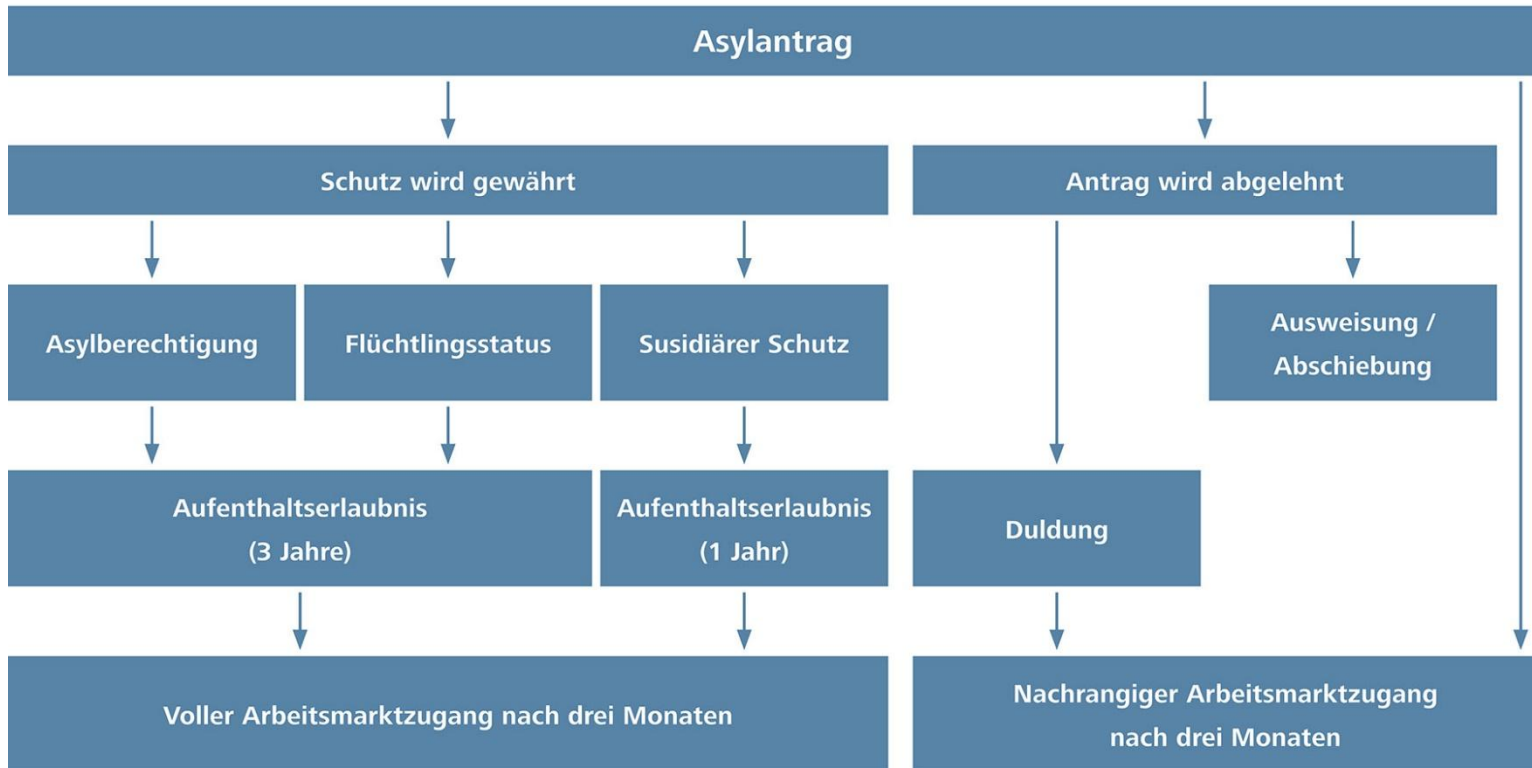 Asylantrag
Schutz wird gewährt
Antrag wird abgelehnt
Asylberechtigung
Flüchtlingsstatus
Susidiärer Schutz
Ausweisung /
Abschiebung
Aufenthaltserlaubnis
(3 Jahre)
Aufenthaltserlaubnis
(1 Jahr)
Duldung
Voller Arbeitsmarktzugang nach drei Monaten
Nachrangiger Arbeitsmarktzugang
nach drei Monaten